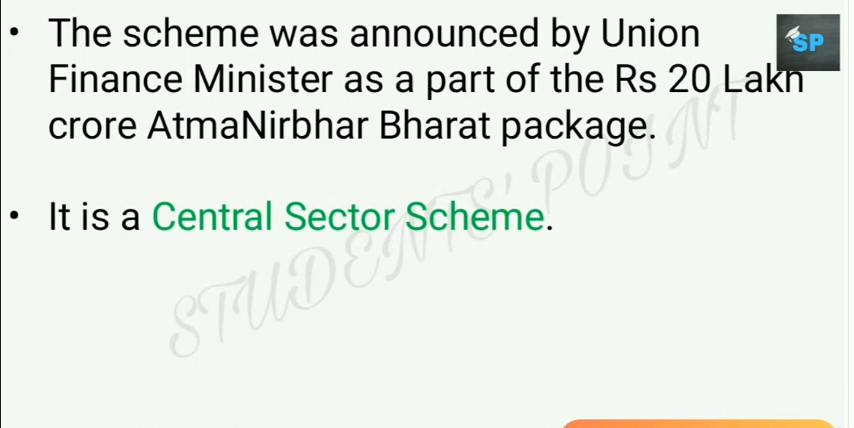 • The scheme was announced by Union
Finance Minister as a part of the Rs 20 Lakh
crore AtmaNirbhar Bharat package.
• It is a Central Sector Scheme.
SP
STUDENTS' POINT